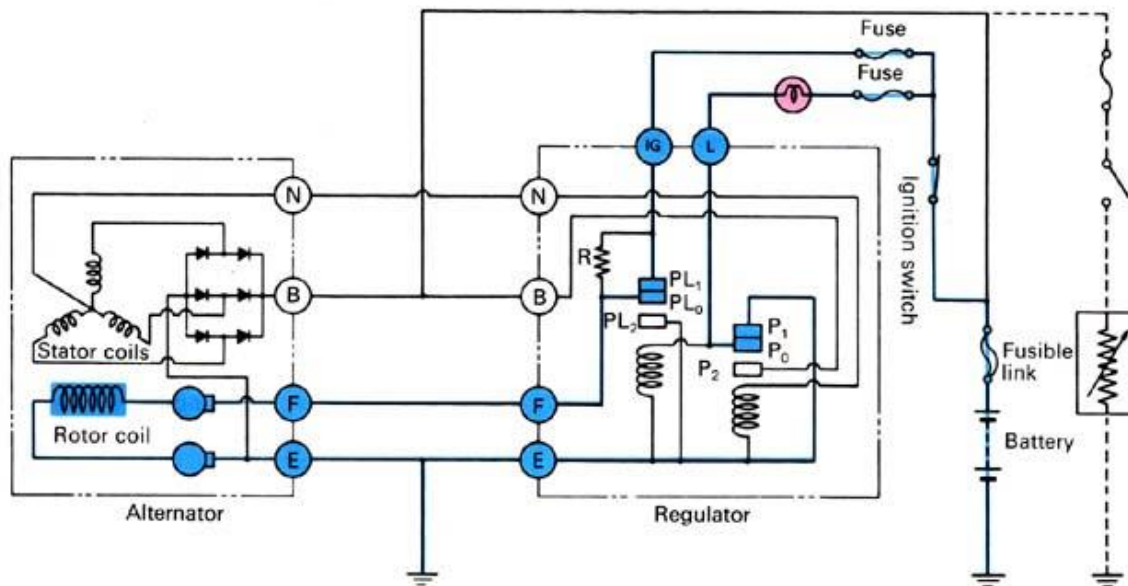 Fuse
Fuse
IG
L
Ignition switch
N
N
R
PL1
PL0
B
B
PL2
P1
P0
P2
Stator coils
Fusible
link
F
F
Rotor coil
E
E
Battery
Alternator
Regulator